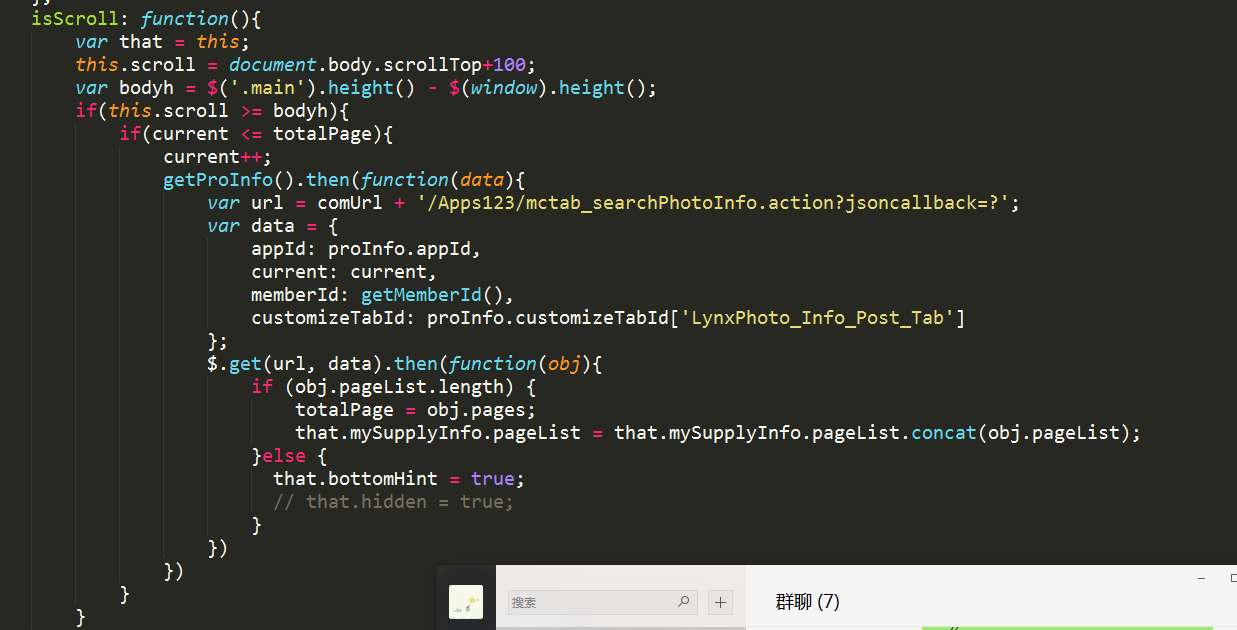 isScroll: function(){
var that = this;
this.scroll = document.body.scrollTop+100;
var bodyh = $('.main').height() - $(window).height();
if(this.scroll >= bodyh){
if(current <= totalPage){
current++;
getProInfo().then(function(data){
var url = comUrl + '/Apps123/mctab_searchPhotoInfo.action?jsoncallback=?';
var data = {
appId: proInfo.appId,
current: current,
memberId: getMemberId(),
customizeTabId: proInfo.customizeTabId['LynxPhoto_Info_Post_Tab']
};
$.get(url, data).then(function(obj){
if (obj.pageList.length) {
totalPage = obj.pages;
that.mySupplyInfo.pageList = that.mySupplyInfo.pageList.concat(obj.pageList);
}else {
that.bottomHint = true;
// that.hidden = true;
}
})
})
}
}
搜索
群聊 (7)